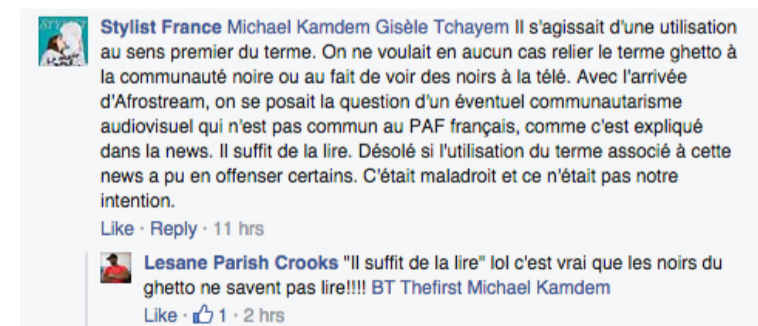 STYLIST
Stylist France Michael Kamdem Gisèle Tchayem Il s'agissait d'une utilisation
au sens premier du terme. On ne voulait en aucun cas relier le terme ghetto à
la communauté noire ou au fait de voir des noirs à la télé. Avec l'arrivée
d'Afrostream, on se posait la question d'un éventuel communautarisme
audiovisuel qui n'est pas commun au PAF français, comme c'est expliqué
dans la news. Il suffit de la lire. Désolé si l'utilisation du terme associé à cette
news a pu en offenser certains. C'était maladroit et ce n'était pas notre
intention.
Like · Reply · 11 hrs
Lesane Parish Crooks "Il suffit de la lire" lol c'est vrai que les noirs du
ghetto ne savent pas lire!!!! BT Thefirst Michael Kamdem
Like · 1 · 2 hrs